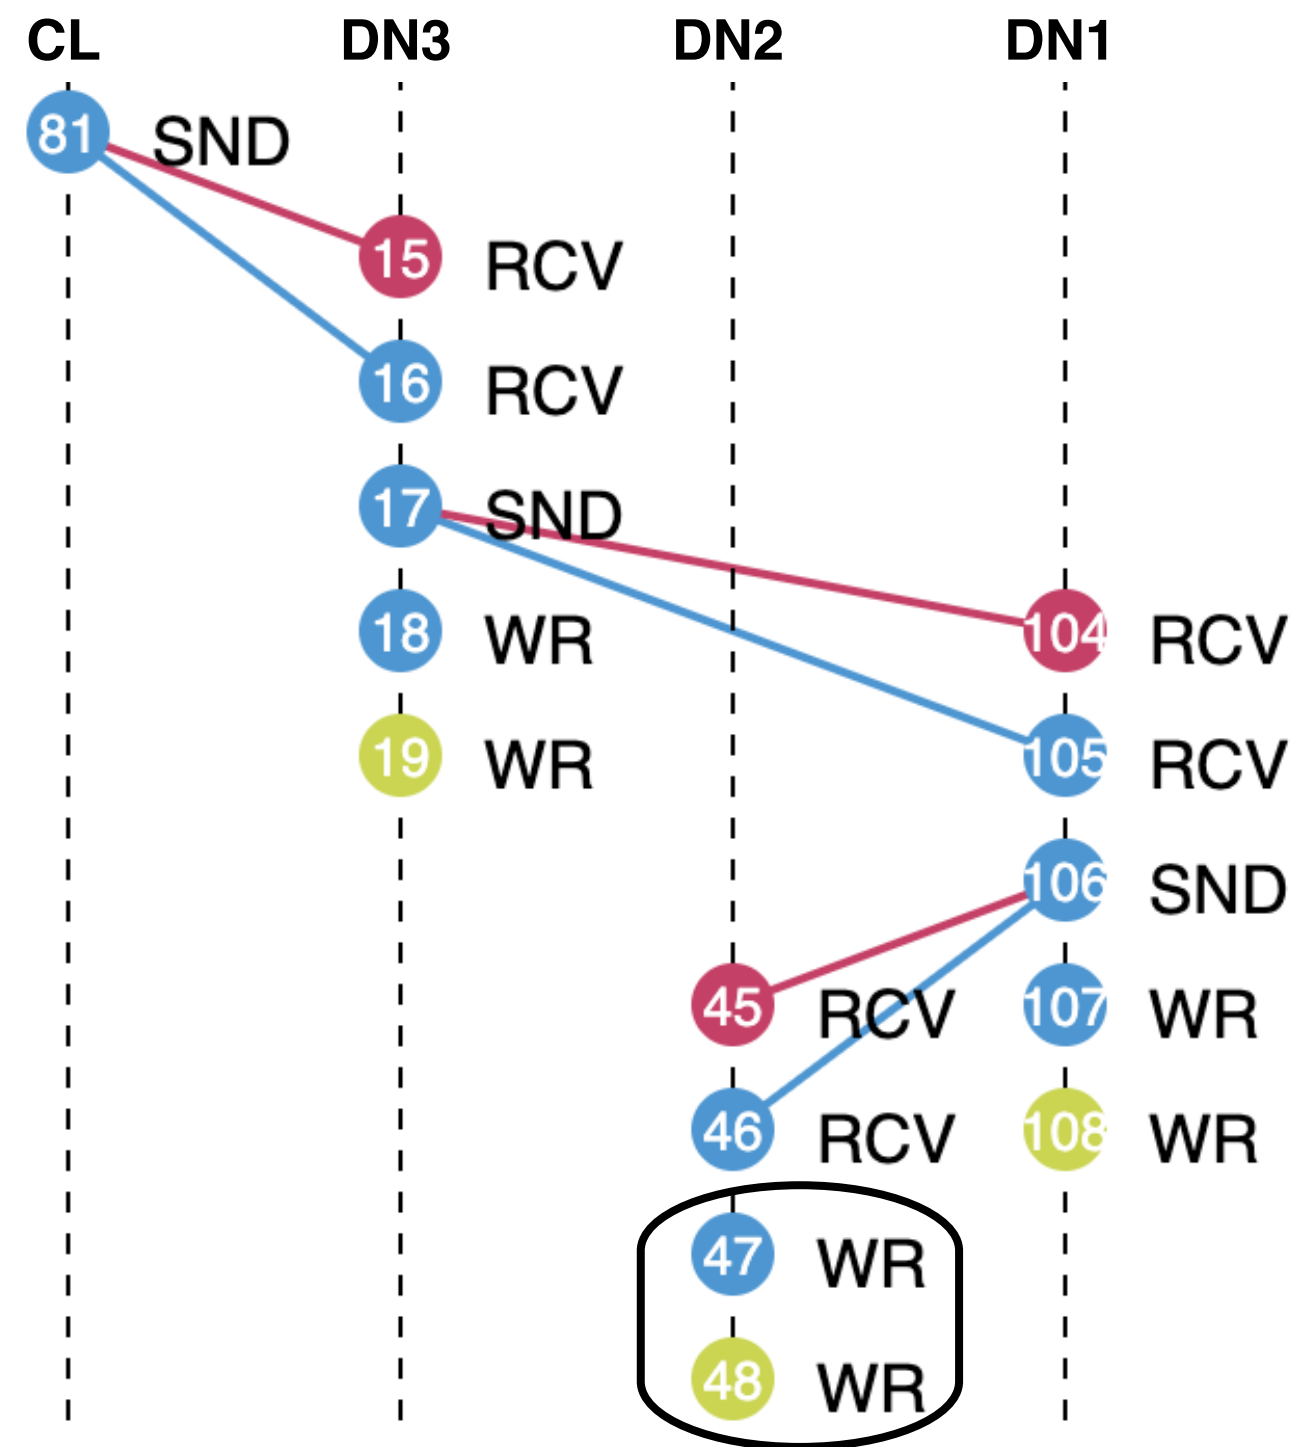 CL DN3 DN2 DN1
81 SND
15 RCV
16 RCV
17 SND
18 WR 104 RCV
19 WR 105 RCV
106 SND
45 RCV 107 WR
46 RCV 108 WR
47 WR
48 WR